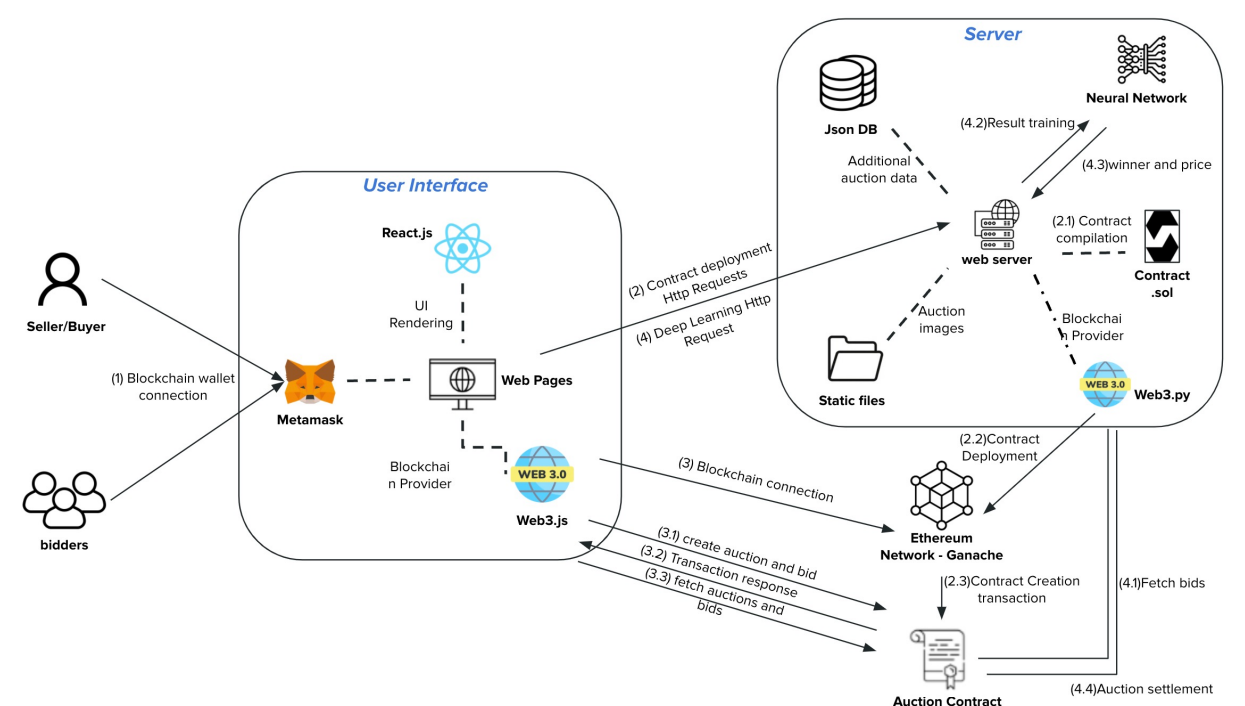 Server
Neural Network
Json DB
(4.2)Result training
Additional
auction data
(4.3)winner and price
User Interface
React.js
(2.1) Contract
compilation
web server
Contract
.sol
(2) Contract deployment
Http Requests
UI
Rendering
Seller/Buyer
(4) Deep Learning Http
Request
Auction
images
Blockchai
n Provider
(1) Blockchain wallet
connection
Web Pages
WEB 3.0
Web3.py
Static files
Metamask
(2.2)Contract
Deployment
Blockchai
n Provider
WEB 3.0
(3) Blockchain connection
Web3.js
bidders
Ethereum
Network - Ganache
(3.1) create auction and bid
(3.2) Transaction response
(3.3) fetch auctions and
bids
(2.3)Contract Creation
transaction
(4.1)Fetch bids
(4.4)Auction settlement
Auction Contract